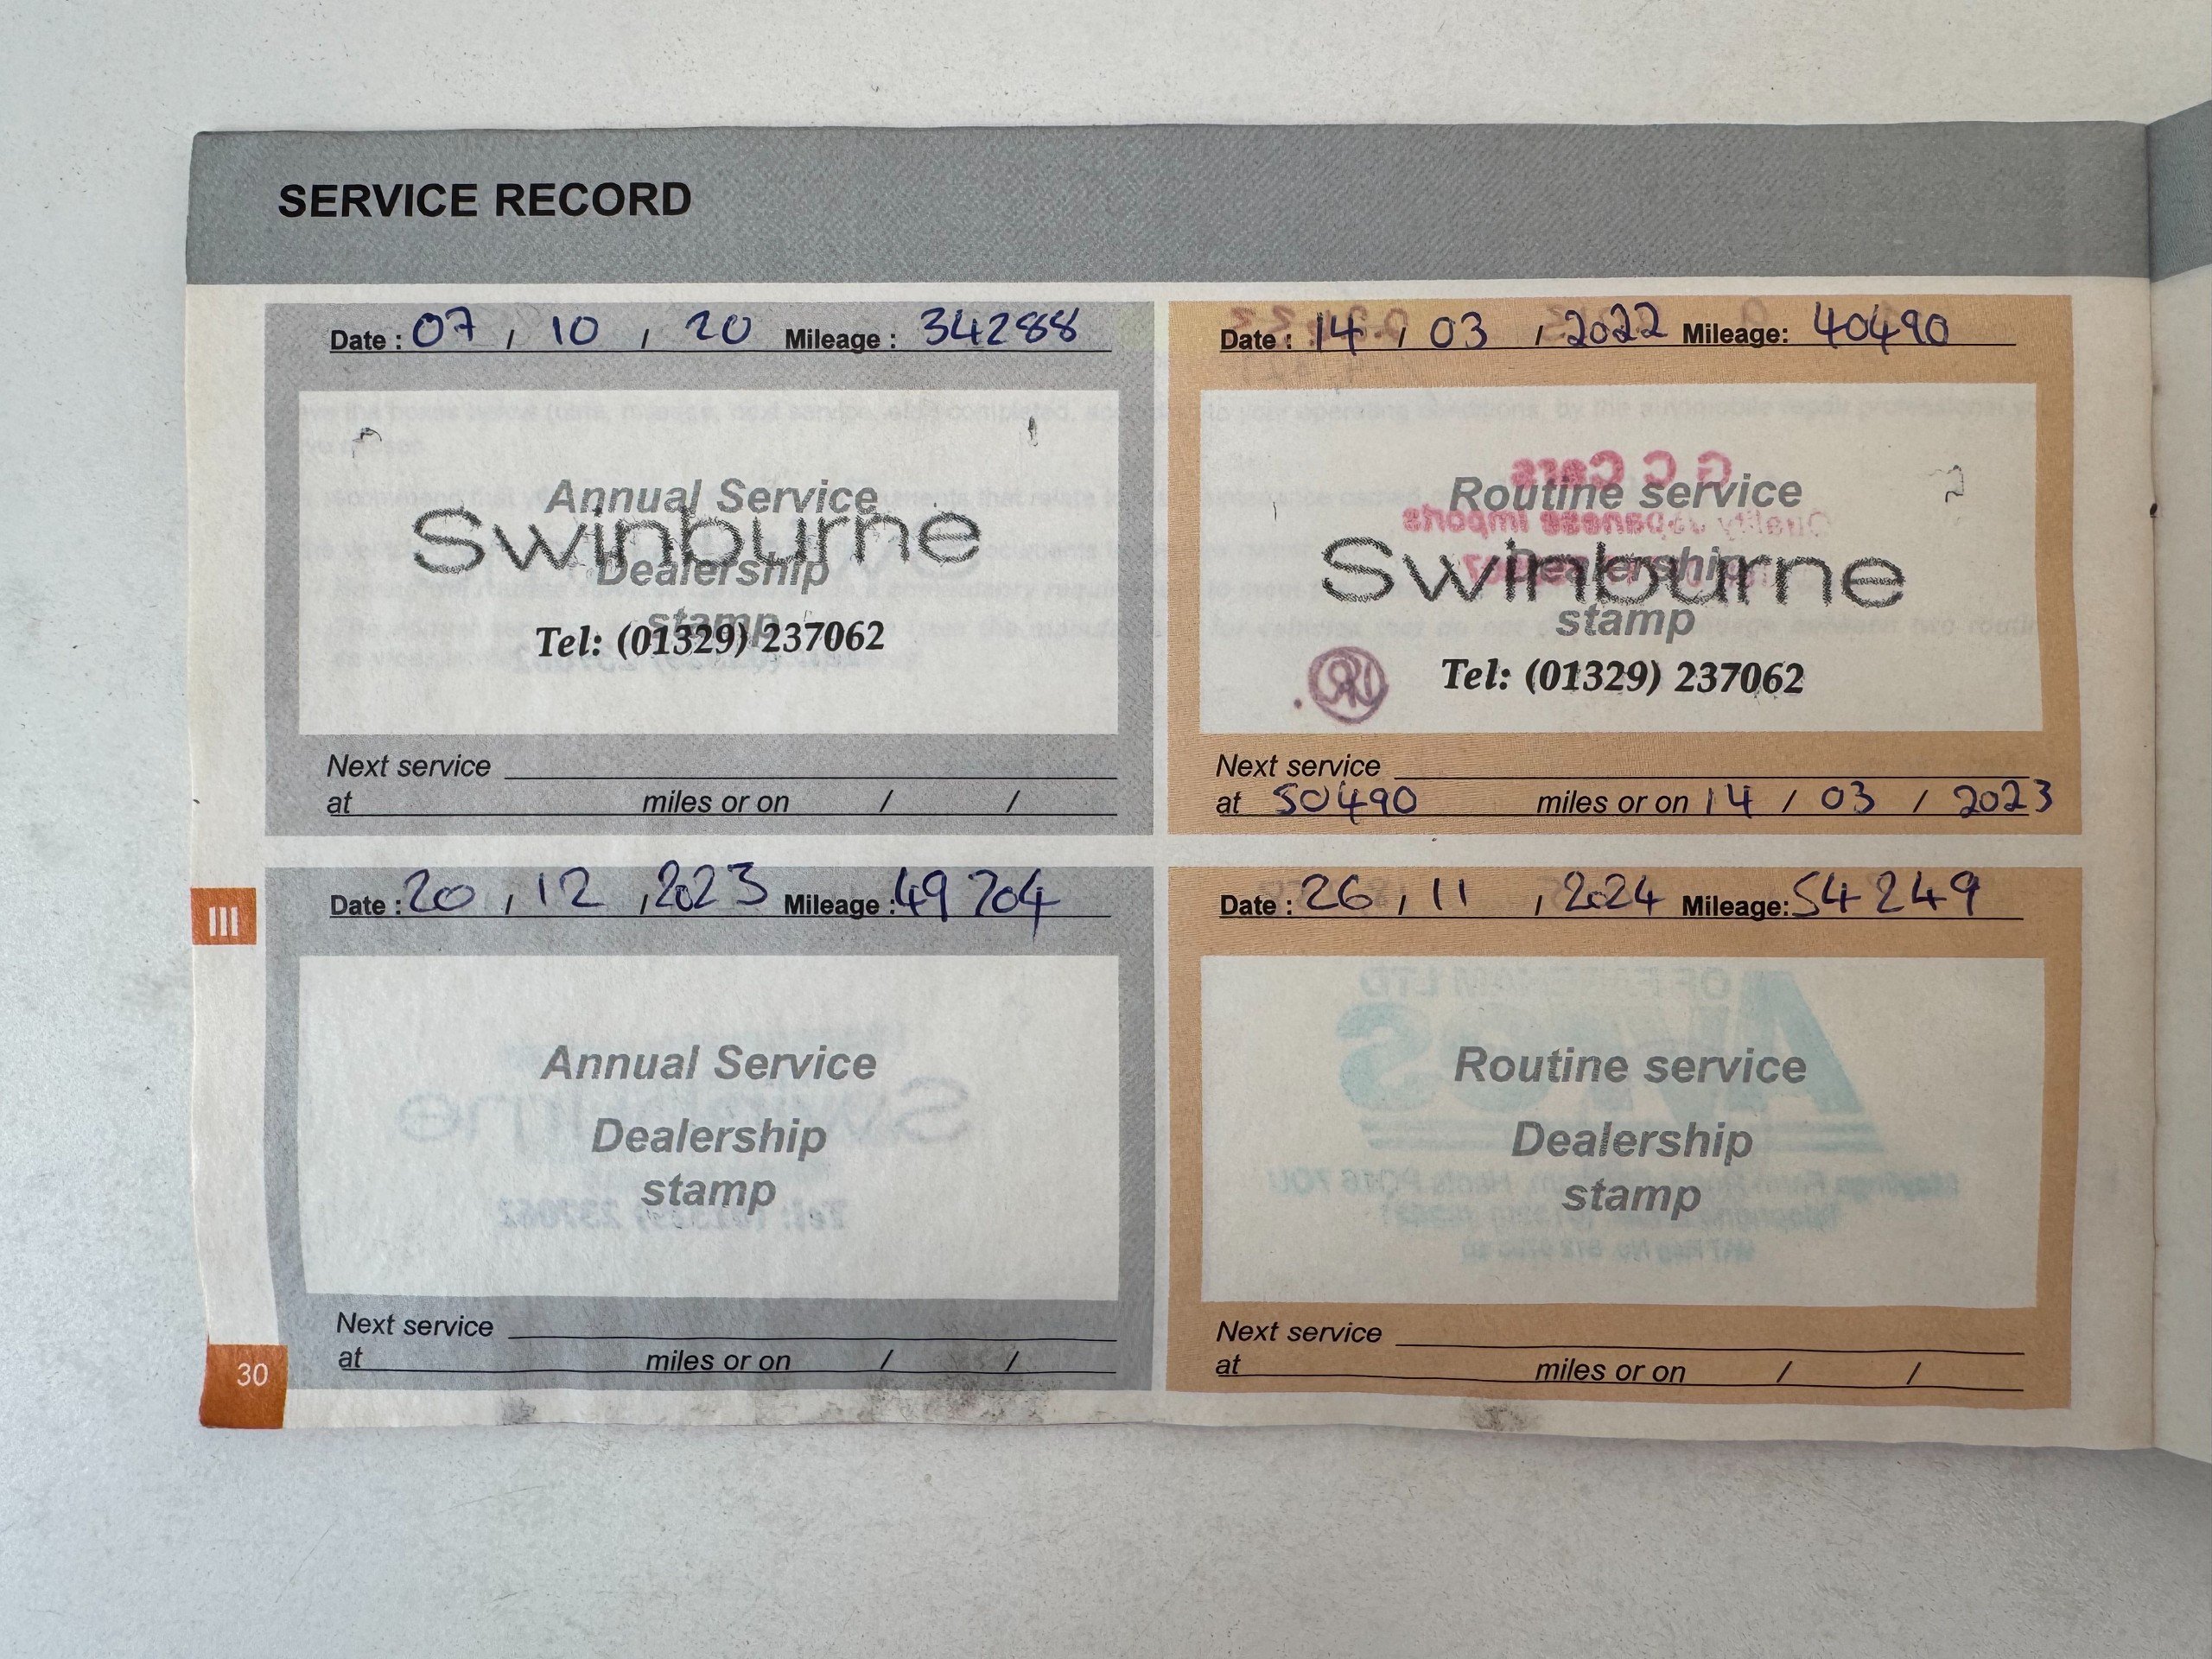 SERVICE RECORD
Date : 07 / 10 / 20 Mileage : 34288
Annual Service
Swinburne
Dealership
stamp
Tel: (01329) 237062
Next service
at miles or on / /
Date : 14 / 03 / 2022 Mileage: 40490
Routine service
Swinburne
Dealership
stamp
Tel: (01329) 237062
Next service
at 50490 miles or on 14 / 03 / 2023
III
Date : 20 / 12 / 2023 Mileage : 49704
Annual Service
Dealership
stamp
Next service
at miles or on / /
Date : 26 / 11 / 2024 Mileage: 54249
Routine service
Dealership
stamp
Next service
at miles or on / /
30